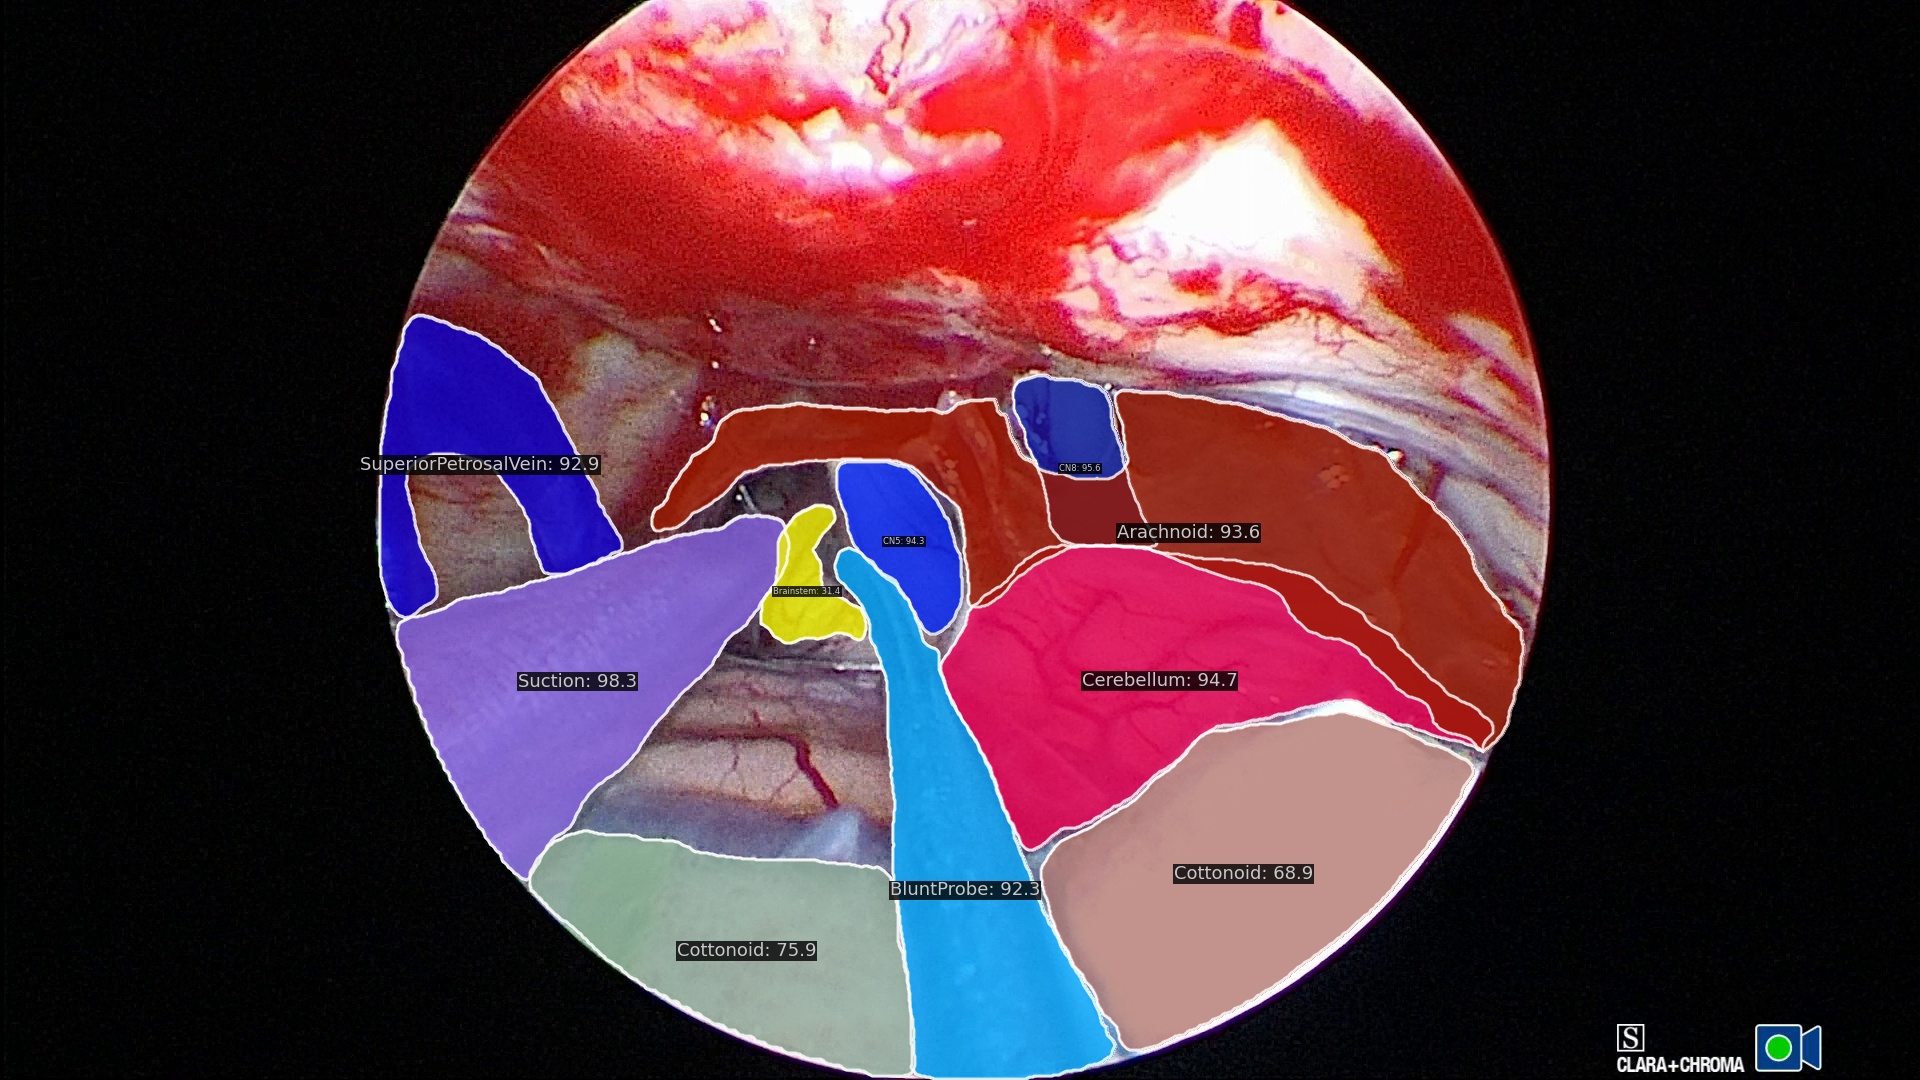 SuperiorPetrosalVein: 92.9
CN8: 95.6
Arachnoid: 93.6
CN5: 94.3
Brainstem: 31.4
Suction: 98.3
Cerebellum: 94.7
Cottonoid: 68.9
BluntProbe: 92.3
Cottonoid: 75.9
S
CLARA+CHROMA